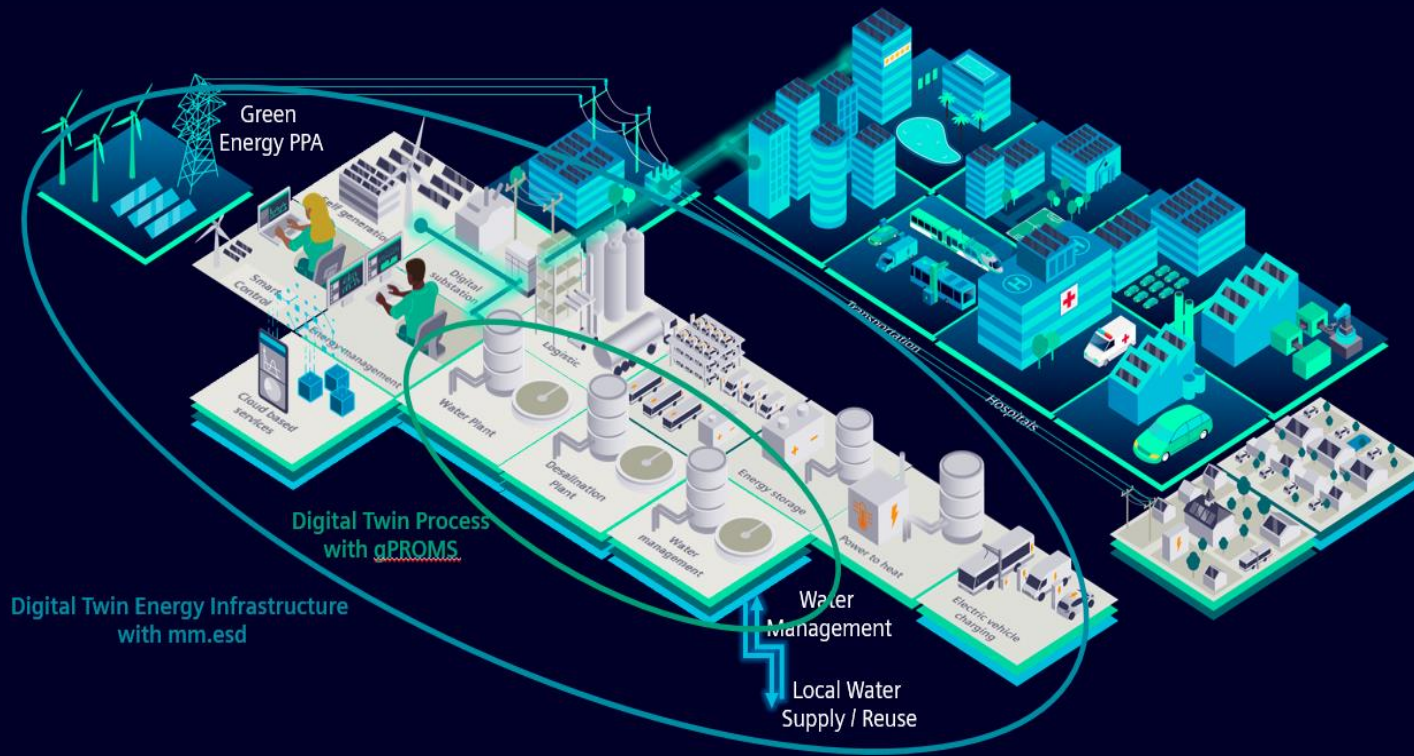 Green
Energy PPA
Self generation
Smart
Control
Digital
substation
Energy management
Cloud based
services
Logistic
Water Plant
Desalination
Plant
Water
management
Energy storage
Power to heat
Electric vehicle
charging
Transportation
Hospitals
H
Digital Twin Process
with gPROMS
Digital Twin Energy Infrastructure
with mm.esd
Water
Management
Local Water
Supply / Reuse